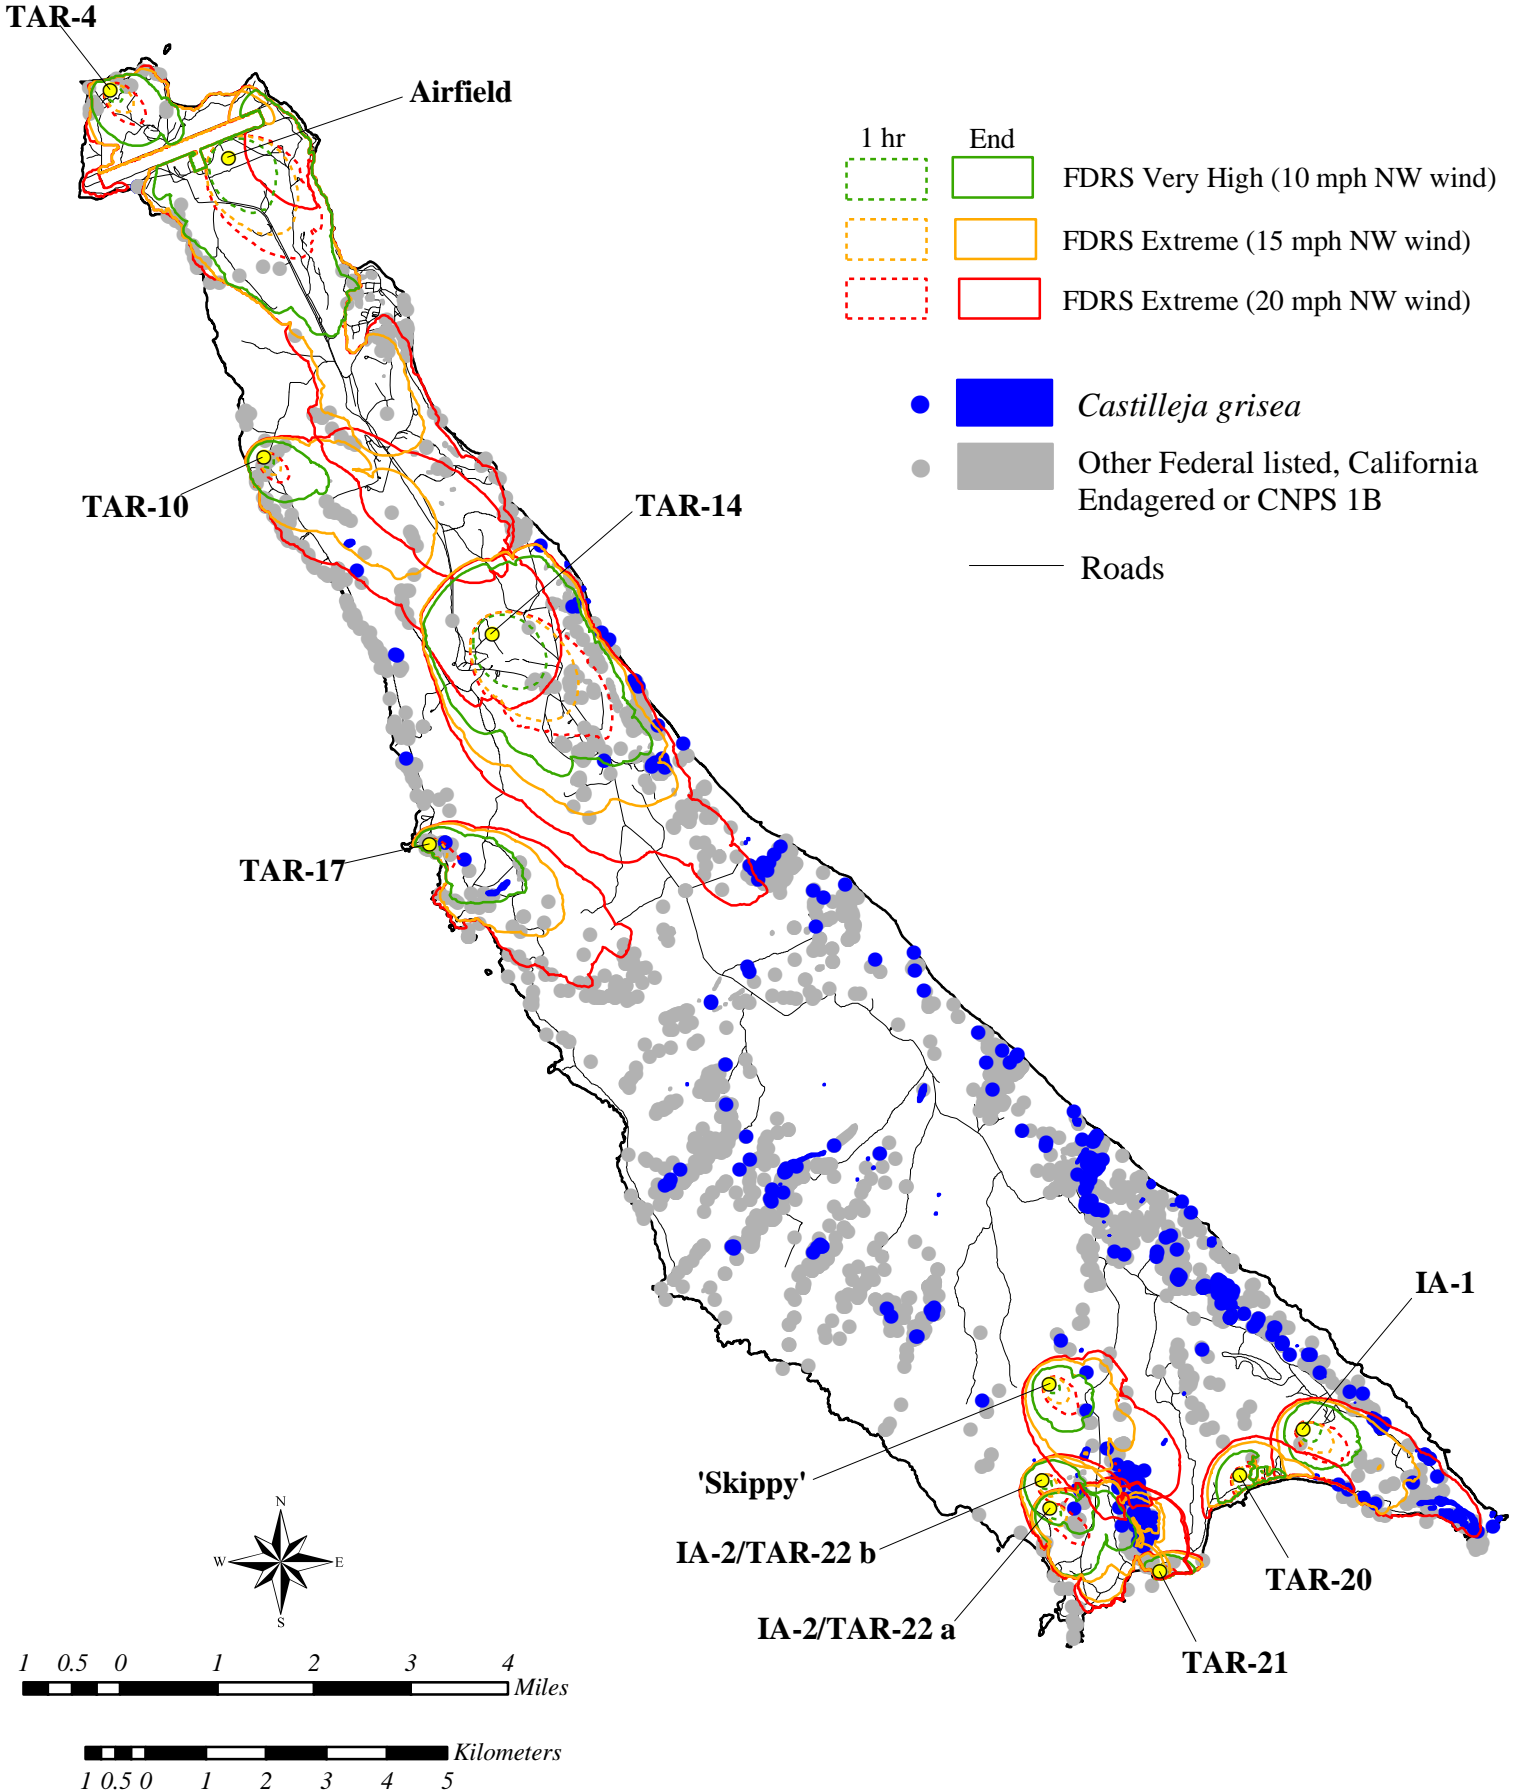 TAR-4
Airfield
1 hr
End
FDRS Very High (10 mph NW wind)
FDRS Extreme (15 mph NW wind)
FDRS Extreme (20 mph NW wind)
Castilleja grisea
Other Federal listed, California
Endagered or CNPS 1B
Roads
TAR-10
TAR-14
TAR-17
IA-1
'Skippy'
IA-2/TAR-22 b
TAR-20
IA-2/TAR-22 a
TAR-21
N
W
E
S
1 0.5 0 1 2 3 4
Miles
Kilometers
1 0.5 0 1 2 3 4 5